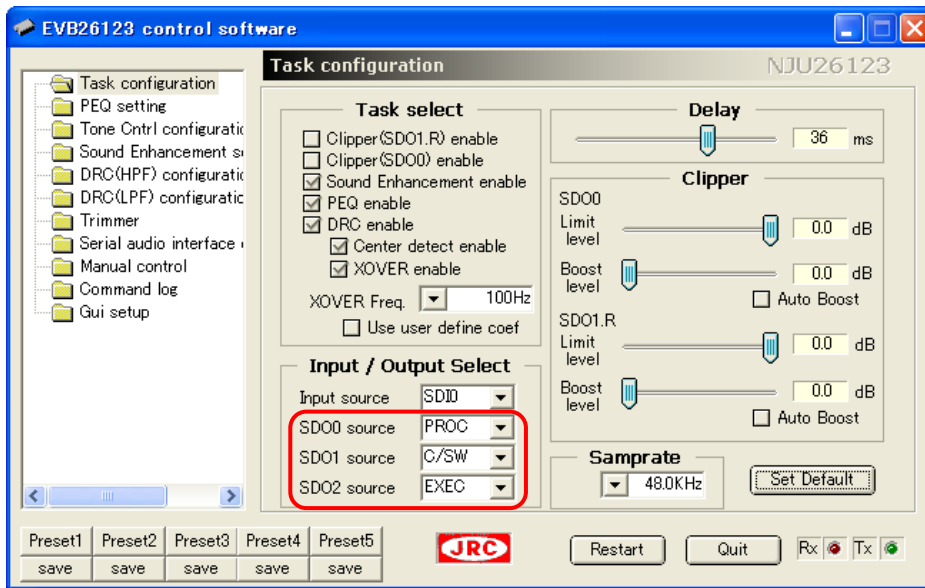 EVB26123 control software
Task configuration
PEQ setting
Tone Cntrl configuratic
Sound Enhancement s
DRC(HPF) configuratic
DRC(LPF) configuratic
Trimmer
Serial audio interface
Manual control
Command log
Gui setup
Task configuration
NJU26123
Task select
Clipper(SDO1.R) enable
Clipper(SDO0) enable
Sound Enhancement enable
PEQ enable
DRC enable
Center detect enable
XOVER enable
XOVER Freq. 100Hz
Use user define coef
Input / Output Select
Input source SDI0
SDO0 source PROC
SDO1 source C/SW
SDO2 source EXEC
Delay
36 ms
Clipper
SDO0
Limit level 0.0 dB
Boost level 0.0 dB
Auto Boost
SDO1.R
Limit level 0.0 dB
Boost level 0.0 dB
Auto Boost
Samprate
48.0KHz
Set Default
Preset1 Preset2 Preset3 Preset4 Preset5
save save save save save
JRC
Restart
Quit
Rx Tx